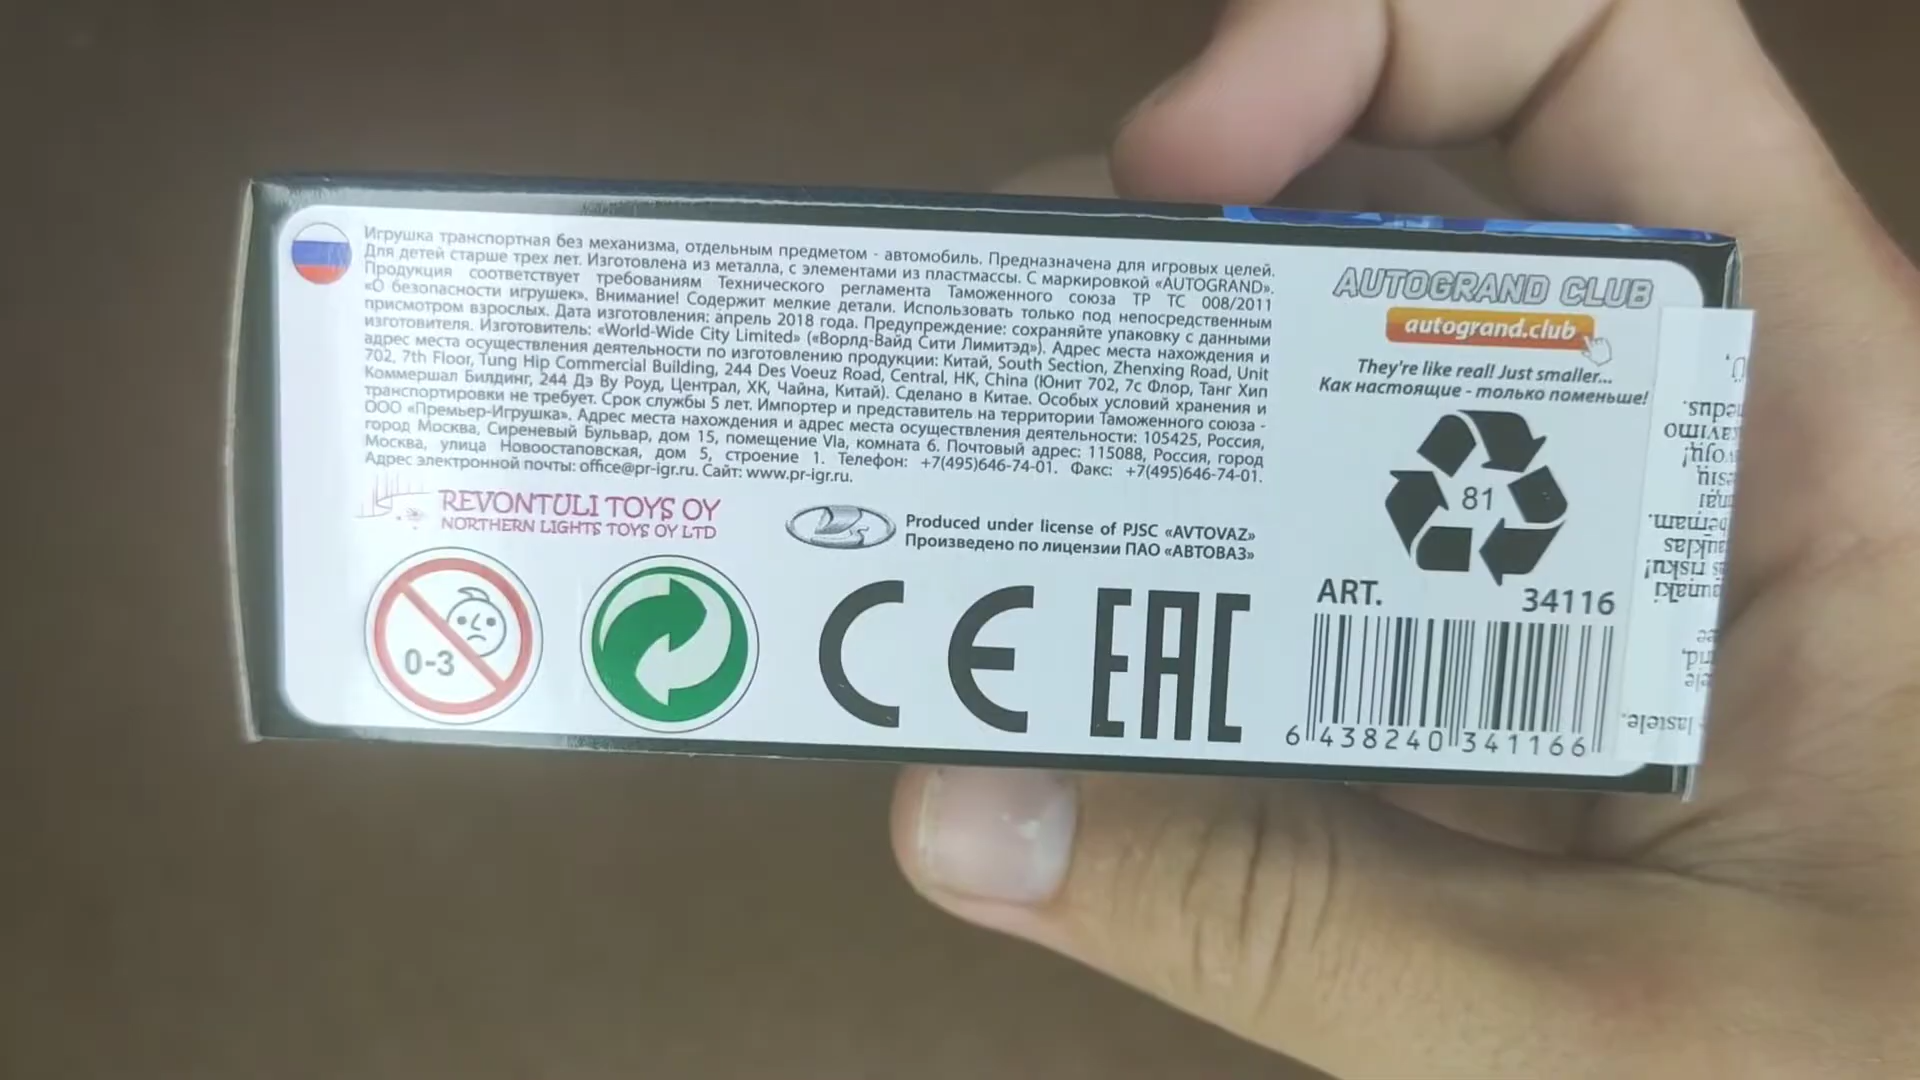 Игрушка транспортная без механизма, отдельным предметом - автомобиль. Предназначена для игровых целей.
Для детей старше трех лет. Изготовлена из металла, с элементами из пластмассы. С маркировкой «AUTOGRAND».
Продукция соответствует требованиям Технического регламента Таможенного союза ТР ТС 008/2011
«О безопасности игрушек». Внимание! Содержит мелкие детали. Использовать только под непосредственным
присмотром взрослых. Дата изготовления: апрель 2018 года. Предупреждение: сохраняйте упаковку с данными
изготовителя. Изготовитель: «World-Wide City Limited» («Ворлд-Вайд Сити Лимитэд»). Адрес места нахождения и
адрес места осуществления деятельности по изготовлению продукции: Китай, South Section, Zhenxing Road, Unit
702, 7th Floor, Tung Hip Commercial Building, 244 Des Voeuz Road, Central, HK, China (Юнит 702, 7с Флор, Танг Хип
Коммершал Билдинг, 244 Дэ Ву Роуд, Централ, ХК, Чайна, Китай). Сделано в Китае. Особых условий хранения и
транспортировки не требует. Срок службы 5 лет. Импортер и представитель на территории Таможенного союза -
ООО «Премьер-Игрушка». Адрес места нахождения и адрес места осуществления деятельности: 105425, Россия,
город Москва, Сиреневый Бульвар, дом 15, помещение VIa, комната 6. Почтовый адрес: 115088, Россия, город
Москва, улица Новоостаповская, дом 5, строение 1. Телефон: +7(495)646-74-01. Факс: +7(495)646-74-01.
Адрес электронной почты: office@pr-igr.ru. Сайт: www.pr-igr.ru.
REVONTULI TOYS OY
NORTHERN LIGHTS TOYS OY LTD
Produced under license of PJSC «AVTOVAZ»
Произведено по лицензии ПАО «АВТОВАЗ»
0-3
CE
EAC
AUTOGRAND CLUB
autogrand.club
They're like real! Just smaller...
Как настоящие - только поменьше!
81
ART. 34116
6 438240 341166
risku!
lastele.